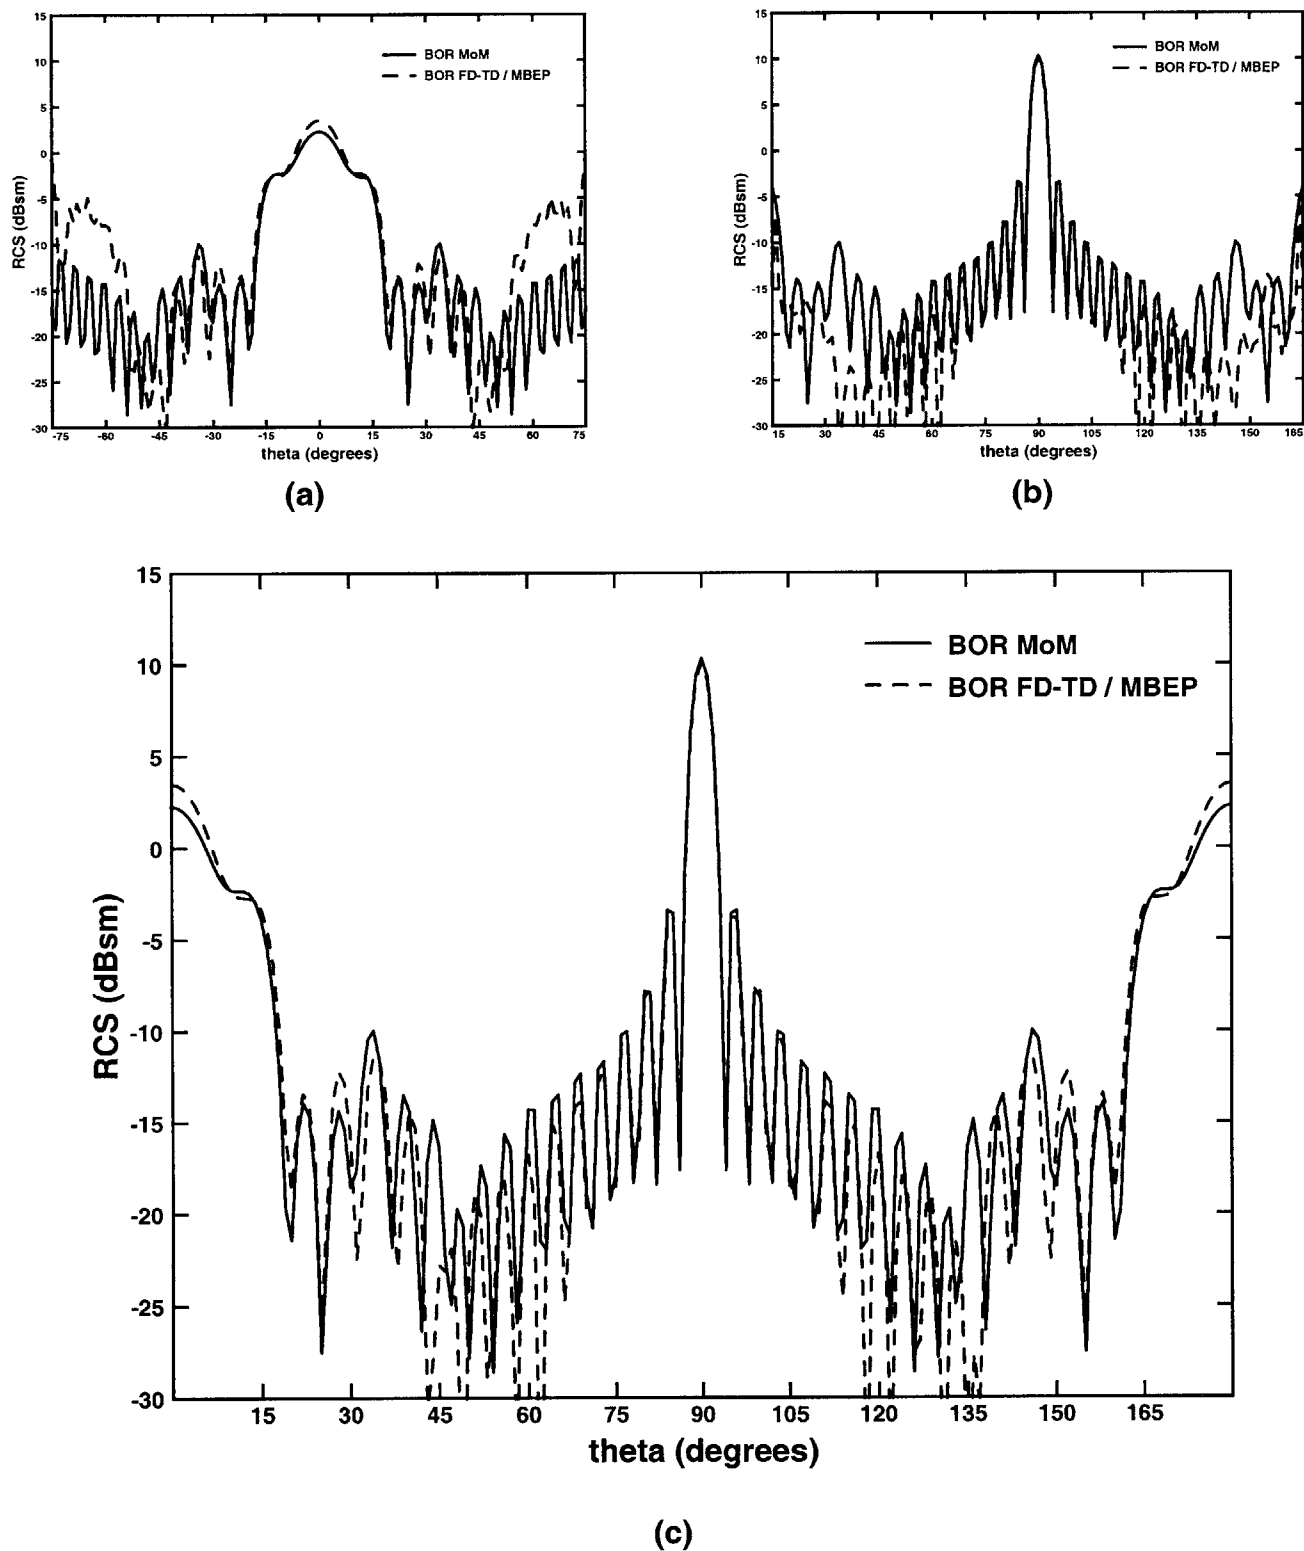 15
10
5
0
-5
-10
-15
-20
-25
-30
RCS (dBsm)
BOR MoM
BOR FD-TD / MBEP
-75 -60 -45 -30 -15 0 15 30 45 60 75
theta (degrees)
(a)
15
10
5
0
-5
-10
-15
-20
-25
-30
RCS (dBsm)
BOR MoM
BOR FD-TD / MBEP
15 30 45 60 75 90 105 120 135 150 165
theta (degrees)
(b)
15
10
5
0
-5
-10
-15
-20
-25
-30
RCS (dBsm)
BOR MoM
BOR FD-TD / MBEP
15 30 45 60 75 90 105 120 135 150 165
theta (degrees)
(c)